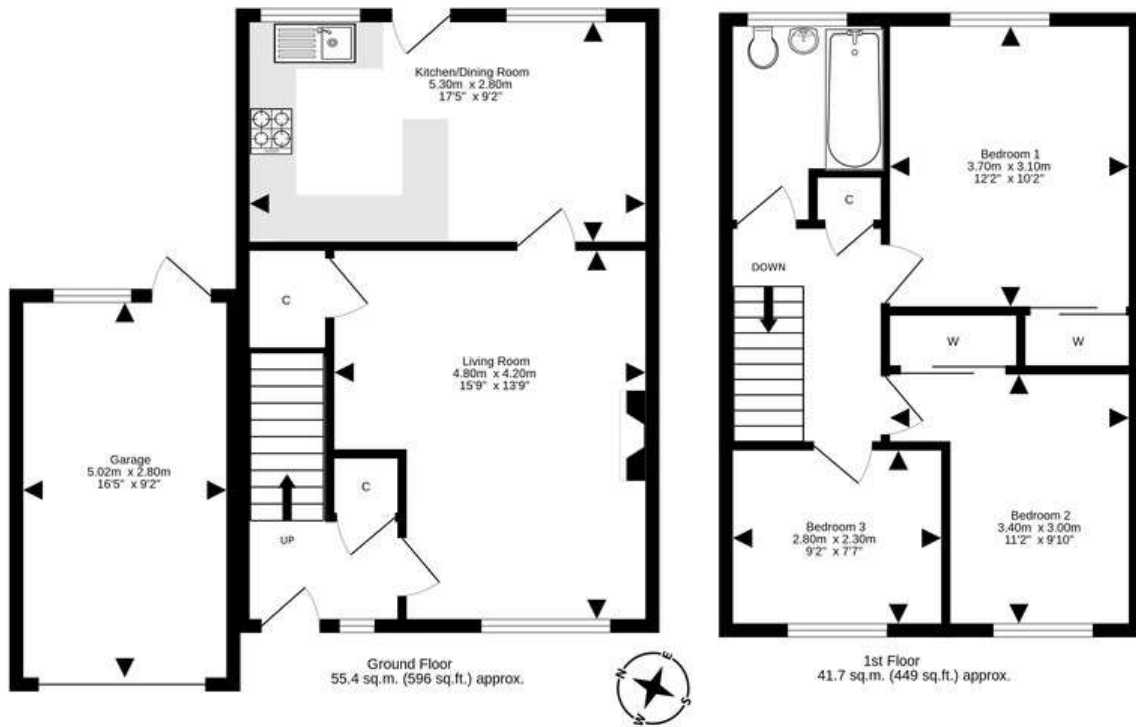 Kitchen/Dining Room
5.30m x 2.80m
17'5" x 9'2"
C
Living Room
4.80m x 4.20m
15'9" x 13'9"
Garage
5.02m x 2.80m
16'5" x 9'2"
C
UP
Ground Floor
55.4 sq.m. (596 sq.ft.) approx.
N
E
S
W
Bedroom 1
3.70m x 3.10m
12'2" x 10'2"
C
DOWN
W
W
Bedroom 3
2.80m x 2.30m
9'2" x 7'7"
Bedroom 2
3.40m x 3.00m
11'2" x 9'10"
1st Floor
41.7 sq.m. (449 sq.ft.) approx.